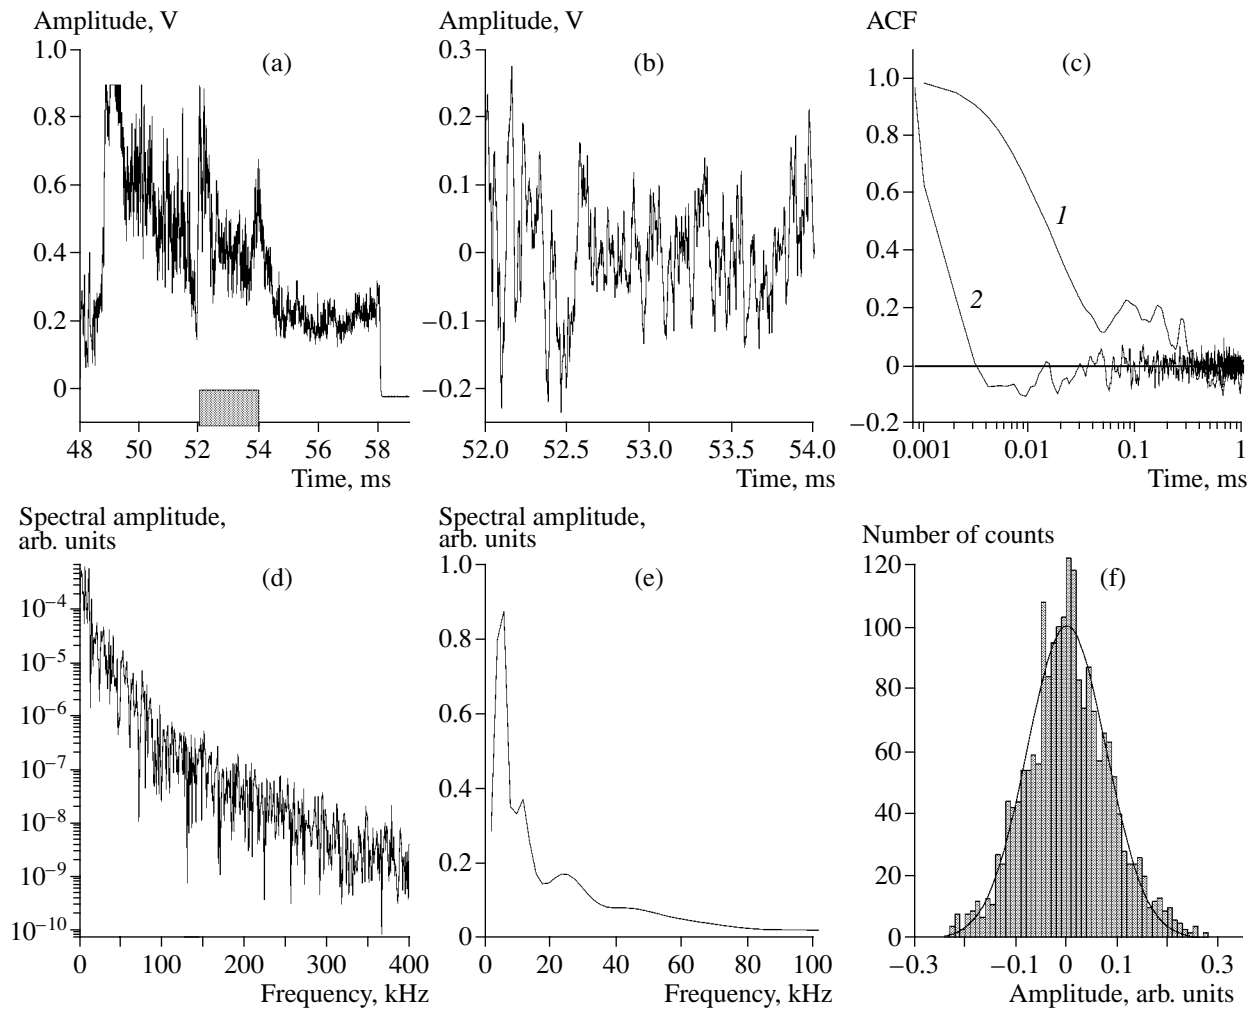 Amplitude, V
(a)
1.0
0.8
0.6
0.4
0.2
0
48 50 52 54 56 58
Time, ms
Amplitude, V
(b)
0.3
0.2
0.1
0
−0.1
−0.2
52.0 52.5 53.0 53.5 54.0
Time, ms
ACF
(c)
1.0
0.8
0.6
0.4
0.2
0
−0.2
1
2
0.001 0.01 0.1 1
Time, ms
Spectral amplitude,
arb. units
(d)
10−4
10−5
10−6
10−7
10−8
10−9
10−10
0 100 200 300 400
Frequency, kHz
Spectral amplitude,
arb. units
(e)
1.0
0.8
0.6
0.4
0.2
0
0 20 40 60 80 100
Frequency, kHz
Number of counts
(f)
120
100
80
60
40
20
0
−0.3 −0.1 0 0.1 0.3
Amplitude, arb. units